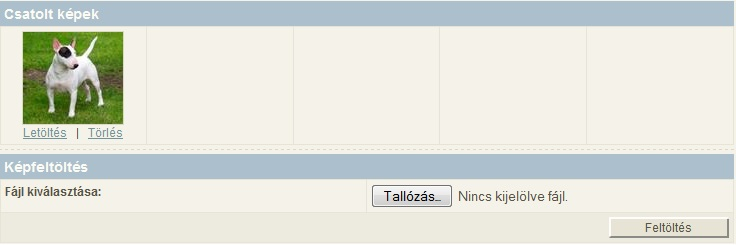 Csatolt képek
Letöltés | Törlés
Képfeltöltés
Fájl kiválasztása:
Tallózás... Nincs kijelölve fájl.
Feltöltés